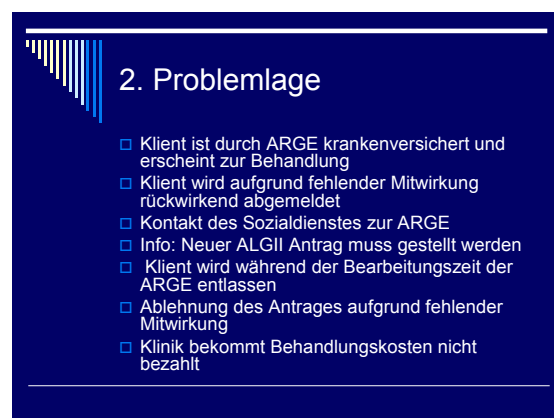 2. Problemlage
Klient ist durch ARGE krankenversichert und
erscheint zur Behandlung
Klient wird aufgrund fehlender Mitwirkung
rückwirkend abgemeldet
Kontakt des Sozialdienstes zur ARGE
Info: Neuer ALGII Antrag muss gestellt werden
Klient wird während der Bearbeitungszeit der
ARGE entlassen
Ablehnung des Antrages aufgrund fehlender
Mitwirkung
Klinik bekommt Behandlungskosten nicht
bezahlt